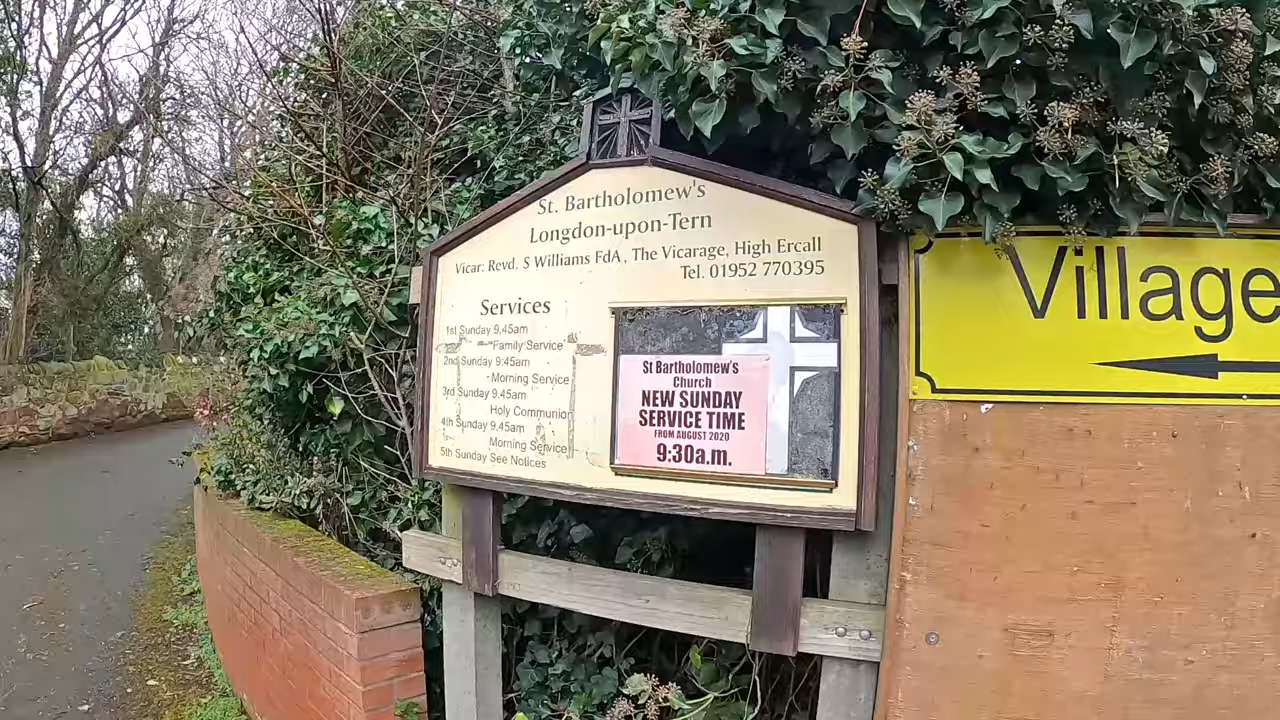 St. Bartholomew's
Longdon-upon-Tern
Vicar: Revd. S Williams FdA, The Vicarage, High Ercall
Tel. 01952 770395
Services
1st Sunday 9.45am
Family Service
2nd Sunday 9:45am
- Morning Service
3rd Sunday 9.45am
Holy Communion
4th Sunday 9.45am
Morning Service
5th Sunday See Notices
St Bartholomew's
Church
NEW SUNDAY
SERVICE TIME
FROM AUGUST 2020
9:30a.m.
Village